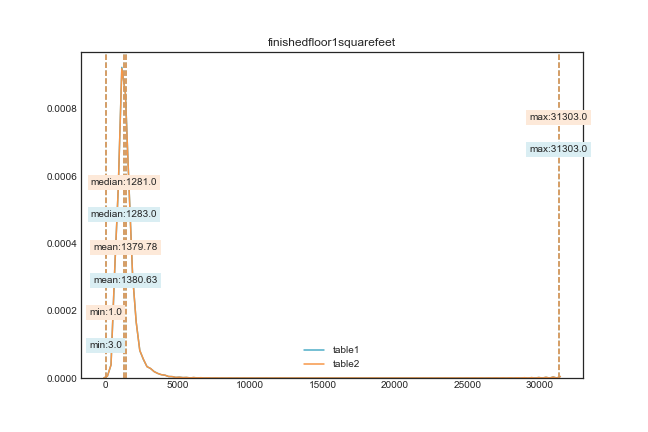 finishedfloor1squarefeet
0.0008
0.0006
0.0004
0.0002
0.0000
max:31303.0
max:31303.0
median:1281.0
median:1283.0
mean:1379.78
mean:1380.63
min:1.0
min:3.0
table1
table2
0 5000 10000 15000 20000 25000 30000